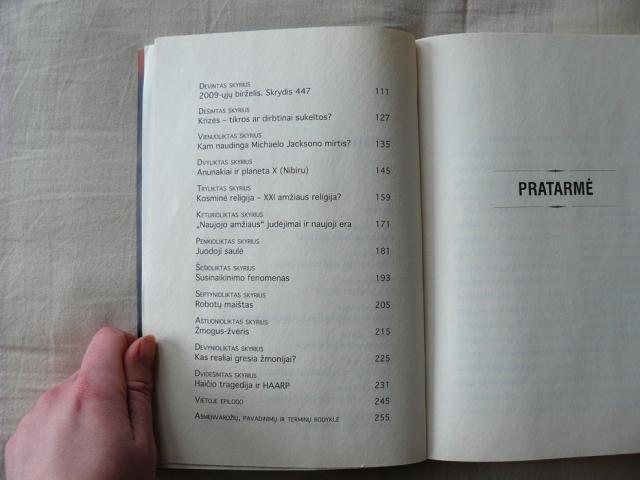 Devintas skyrius
2009-ųjų birželis. Skrydis 447 111
Dešimtas skyrius
Krizės – tikros ar dirbtinai sukeltos? 127
Vienuoliktas skyrius
Kam naudinga Michaelo Jacksono mirtis? 135
Dvyliktas skyrius
Anunakiai ir planeta X (Nibiru) 145
Tryliktas skyrius
Kosminė religija – XXI amžiaus religija? 159
Keturioliktas skyrius
„Naujojo amžiaus“ judėjimai ir naujoji era 171
Penkioliktas skyrius
Juodoji saulė 181
Šešioliktas skyrius
Susinaikinimo fenomenas 193
Septynioliktas skyrius
Robotų maištas 205
Aštuonioliktas skyrius
Žmogus-žvėris 215
Devynioliktas skyrius
Kas realiai gresia žmonijai? 225
Dvidešimtas skyrius
Haičio tragedija ir HAARP 231
Vietoje epilogo 245
Asmenvardžių, pavadinimų ir terminų rodyklė 255
PRATARMĖ